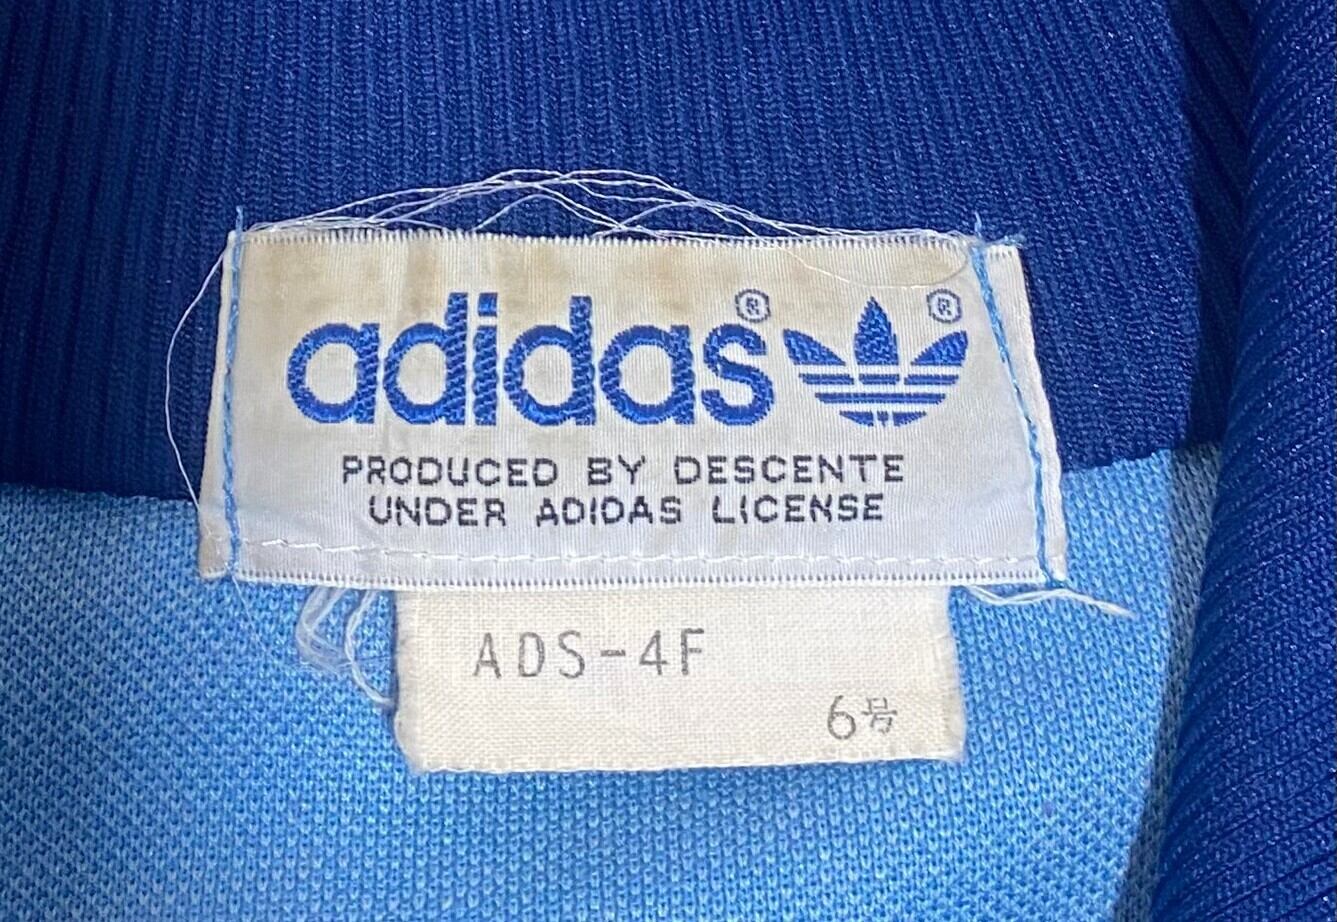 adidas® ®
PRODUCED BY DESCENTE
UNDER ADIDAS LICENSE
ADS-4F
6号